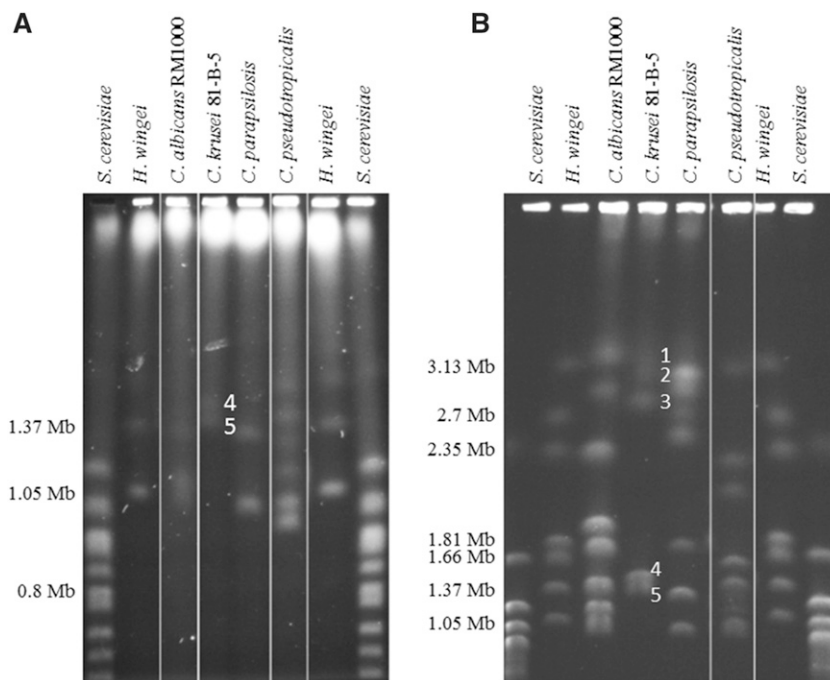 A
S. cerevisiae
H. wingei
C. albicans RM1000
C. krusei 81-B-5
C. parapsilosis
C. pseudotropicalis
H. wingei
S. cerevisiae
4
5
1.37 Mb
1.05 Mb
0.8 Mb
B
S. cerevisiae
H. wingei
C. albicans RM1000
C. krusei 81-B-5
C. parapsilosis
C. pseudotropicalis
H. wingei
S. cerevisiae
1
2
3
4
5
3.13 Mb
2.7 Mb
2.35 Mb
1.81 Mb
1.66 Mb
1.37 Mb
1.05 Mb